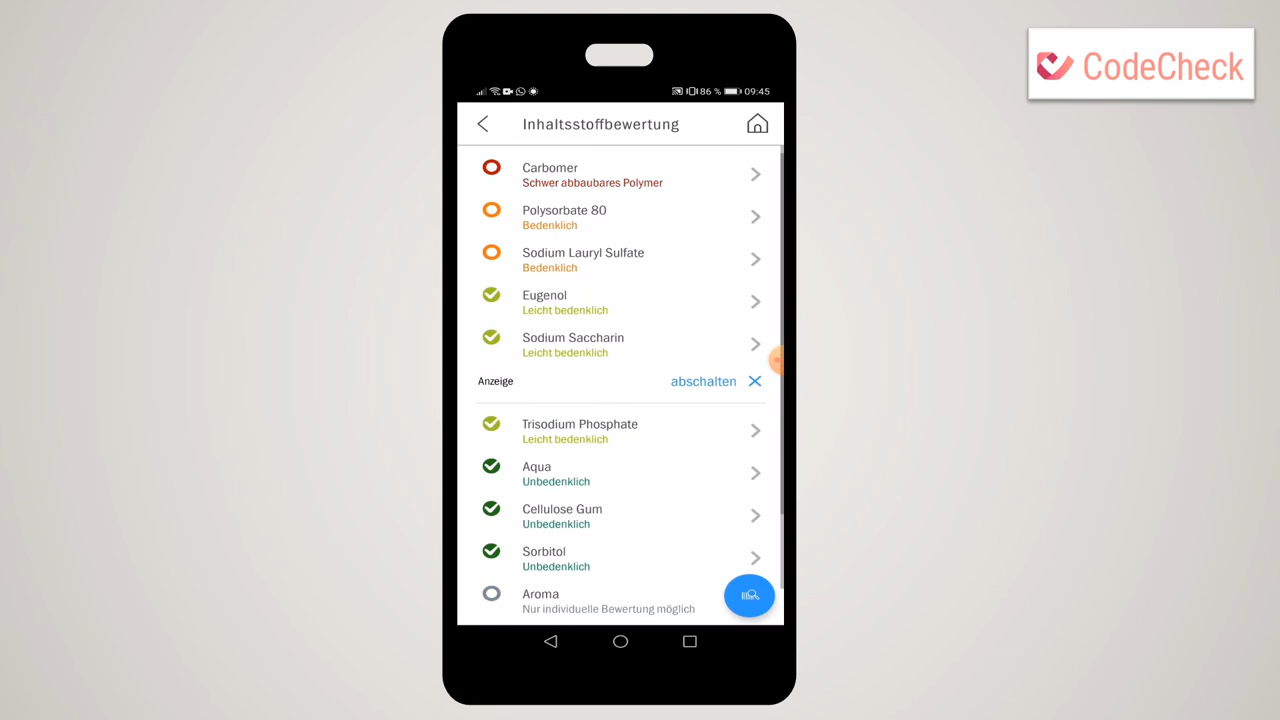 CodeCheck
86 % 09:45
Inhaltsstoffbewertung
Carbomer
Schwer abbaubares Polymer
Polysorbate 80
Bedenklich
Sodium Lauryl Sulfate
Bedenklich
Eugenol
Leicht bedenklich
Sodium Saccharin
Leicht bedenklich
Anzeige abschalten
Trisodium Phosphate
Leicht bedenklich
Aqua
Unbedenklich
Cellulose Gum
Unbedenklich
Sorbitol
Unbedenklich
Aroma
Nur individuelle Bewertung möglich